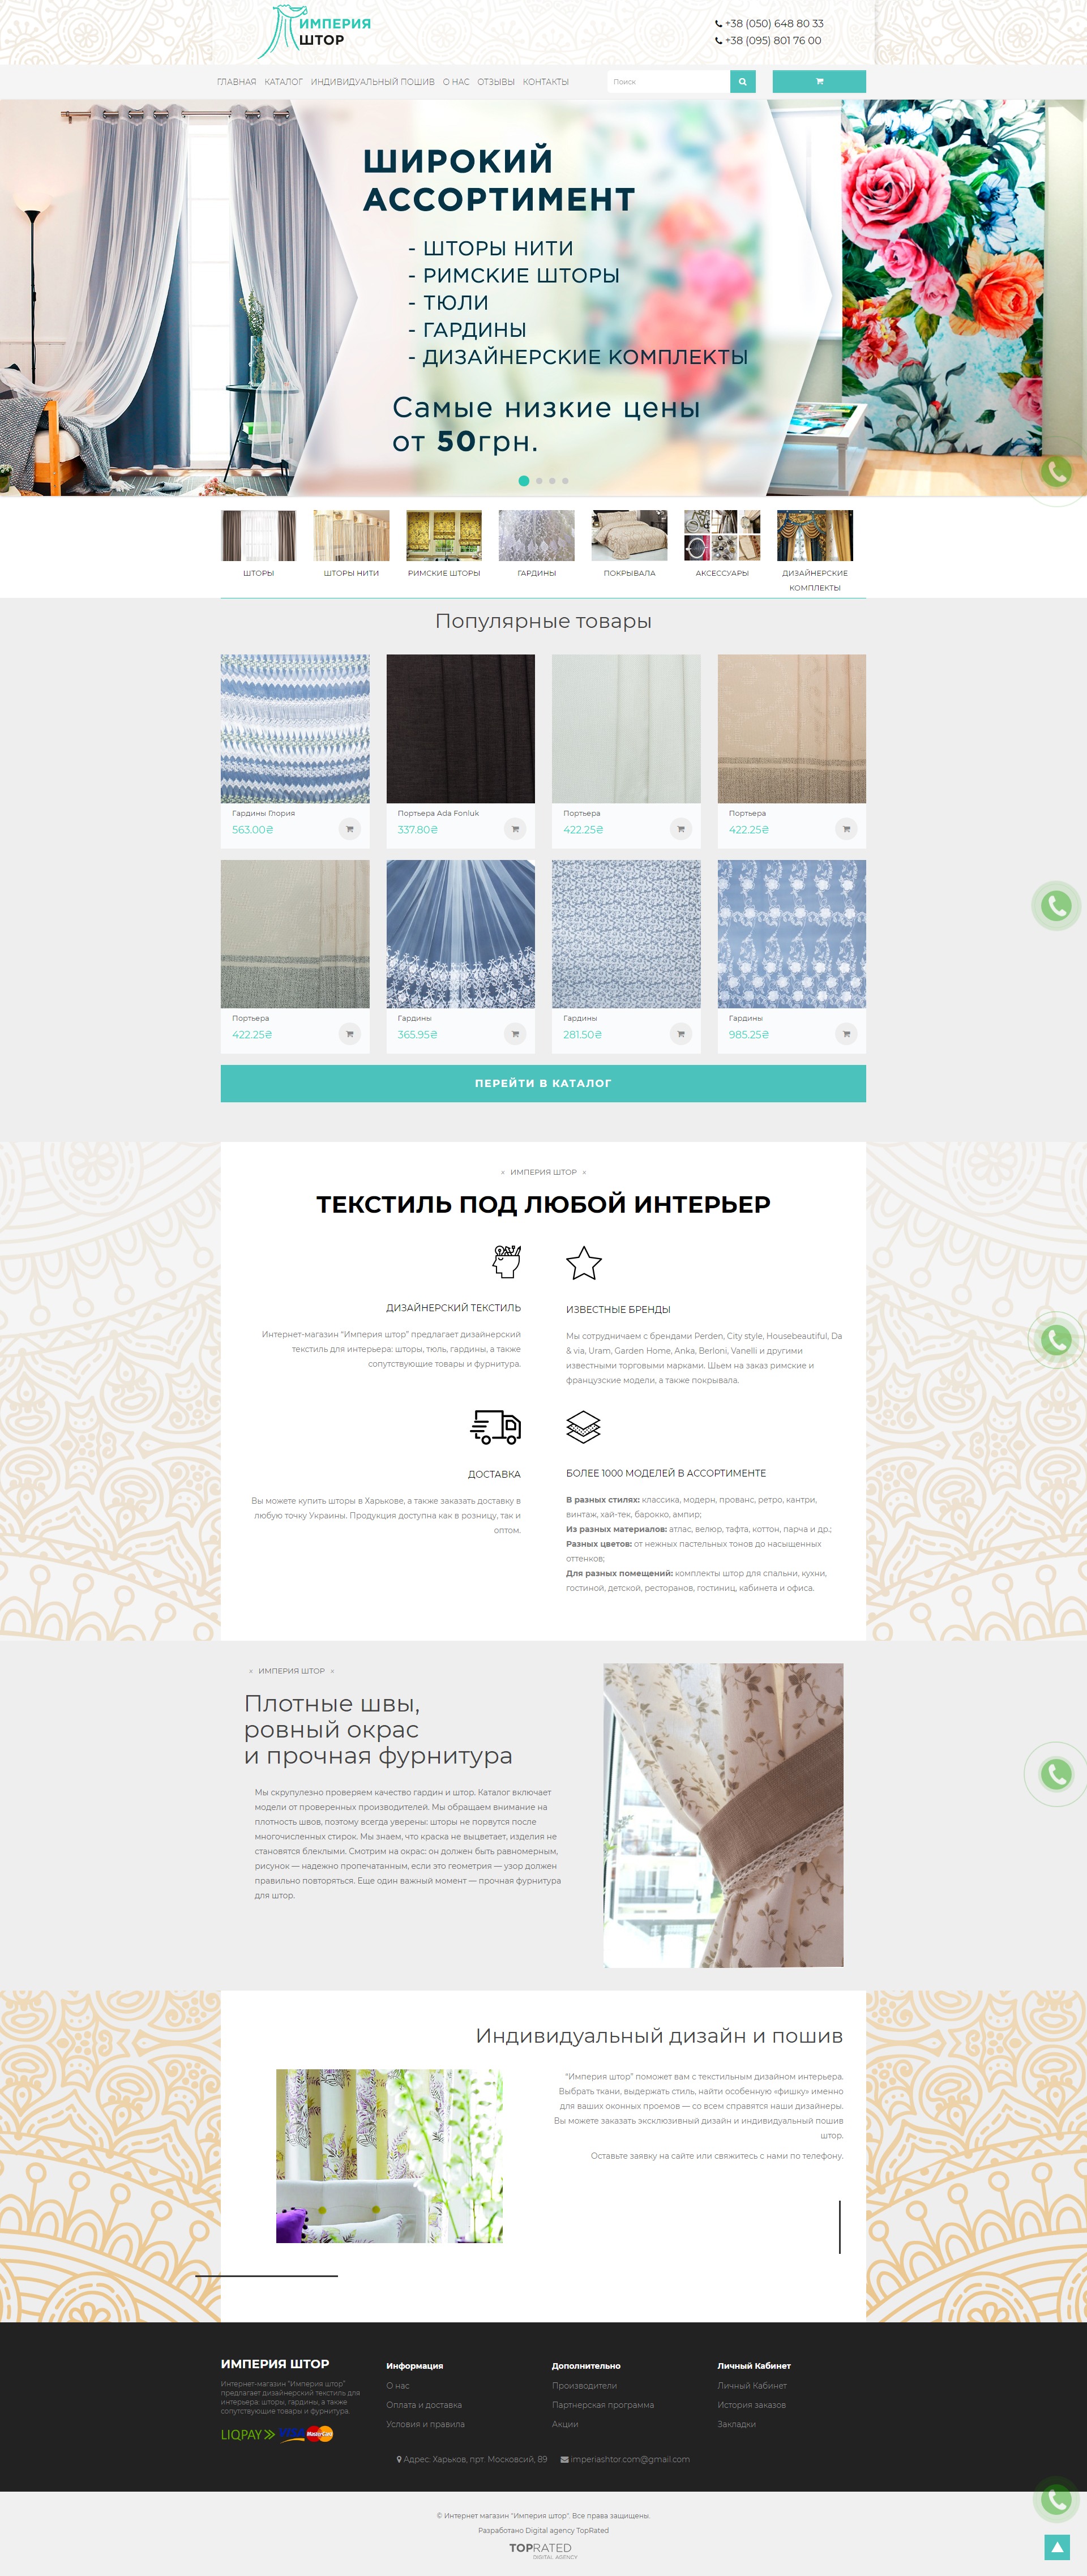 ИМПЕРИЯ
ШТОР
+38 (050) 648 80 33
+38 (095) 801 76 00
ГЛАВНАЯ КАТАЛОГ ИНДИВИДУАЛЬНЫЙ ПОШИВ О НАС ОТЗЫВЫ КОНТАКТЫ
Поиск
ШИРОКИЙ
АССОРТИМЕНТ
- ШТОРЫ НИТИ
- РИМСКИЕ ШТОРЫ
- ТЮЛИ
- ГАРДИНЫ
- ДИЗАЙНЕРСКИЕ КОМПЛЕКТЫ
Самые низкие цены
от 50грн.
ШТОРЫ
ШТОРЫ НИТИ
РИМСКИЕ ШТОРЫ
ГАРДИНЫ
ПОКРЫВАЛА
АКСЕССУАРЫ
ДИЗАЙНЕРСКИЕ
КОМПЛЕКТЫ
Популярные товары
Гардины Глория
563.00₴
Портьера Ada Fonluk
337.80₴
Портьера
422.25₴
Портьера
422.25₴
Портьера
422.25₴
Гардины
365.95₴
Гардины
281.50₴
Гардины
985.25₴
ПЕРЕЙТИ В КАТАЛОГ
× ИМПЕРИЯ ШТОР ×
ТЕКСТИЛЬ ПОД ЛЮБОЙ ИНТЕРЬЕР
ДИЗАЙНЕРСКИЙ ТЕКСТИЛЬ
Интернет-магазин "Империя штор" предлагает дизайнерский
текстиль для интерьера: шторы, тюль, гардины, а также
сопутствующие товары и фурнитура.
ИЗВЕСТНЫЕ БРЕНДЫ
Мы сотрудничаем с брендами Perden, City style, Housebeautiful, Da
& via, Uram, Garden Home, Anka, Berloni, Vanelli и другими
известными торговыми марками. Шьем на заказ римские и
французские модели, а также покрывала.
ДОСТАВКА
Вы можете купить шторы в Харькове, а также заказать доставку в
любую точку Украины. Продукция доступна как в розницу, так и
оптом.
БОЛЕЕ 1000 МОДЕЛЕЙ В АССОРТИМЕНТЕ
В разных стилях: классика, модерн, прованс, ретро, кантри,
винтаж, хай-тек, барокко, ампир;
Из разных материалов: атлас, велюр, тафта, коттон, парча и др.;
Разных цветов: от нежных пастельных тонов до насыщенных
оттенков;
Для разных помещений: комплекты штор для спальни, кухни,
гостиной, детской, ресторанов, гостиниц, кабинета и офиса.
× ИМПЕРИЯ ШТОР ×
Плотные швы,
ровный окрас
и прочная фурнитура
Мы скрупулезно проверяем качество гардин и штор. Каталог включает
модели от проверенных производителей. Мы обращаем внимание на
плотность швов, поэтому всегда уверены: шторы не порвутся после
многочисленных стирок. Мы знаем, что краска не выцветает, изделия не
становятся блеклыми. Смотрим на окрас: он должен быть равномерным,
рисунок — надежно пропечатанным, если это геометрия — узор должен
правильно повторяться. Еще один важный момент — прочная фурнитура
для штор.
Индивидуальный дизайн и пошив
"Империя штор" поможет вам с текстильным дизайном интерьера.
Выбрать ткани, выдержать стиль, найти особенную «фишку» именно
для ваших оконных проемов — со всем справятся наши дизайнеры.
Вы можете заказать эксклюзивный дизайн и индивидуальный пошив
штор.
Оставьте заявку на сайте или свяжитесь с нами по телефону.
ИМПЕРИЯ ШТОР
Интернет-магазин "Империя штор"
предлагает дизайнерский текстиль для
интерьера: шторы, гардины, а также
сопутствующие товары и фурнитура.
LIQPAY VISA MasterCard
Информация
О нас
Оплата и доставка
Условия и правила
Дополнительно
Производители
Партнерская программа
Акции
Личный Кабинет
Личный Кабинет
История заказов
Закладки
Адрес: Харьков, прт. Московсий, 89 imperiashtor.com@gmail.com
© Интернет магазин "Империя штор". Все права защищены.
Разработано Digital agency TopRated
TOPRATED
DIGITAL AGENCY